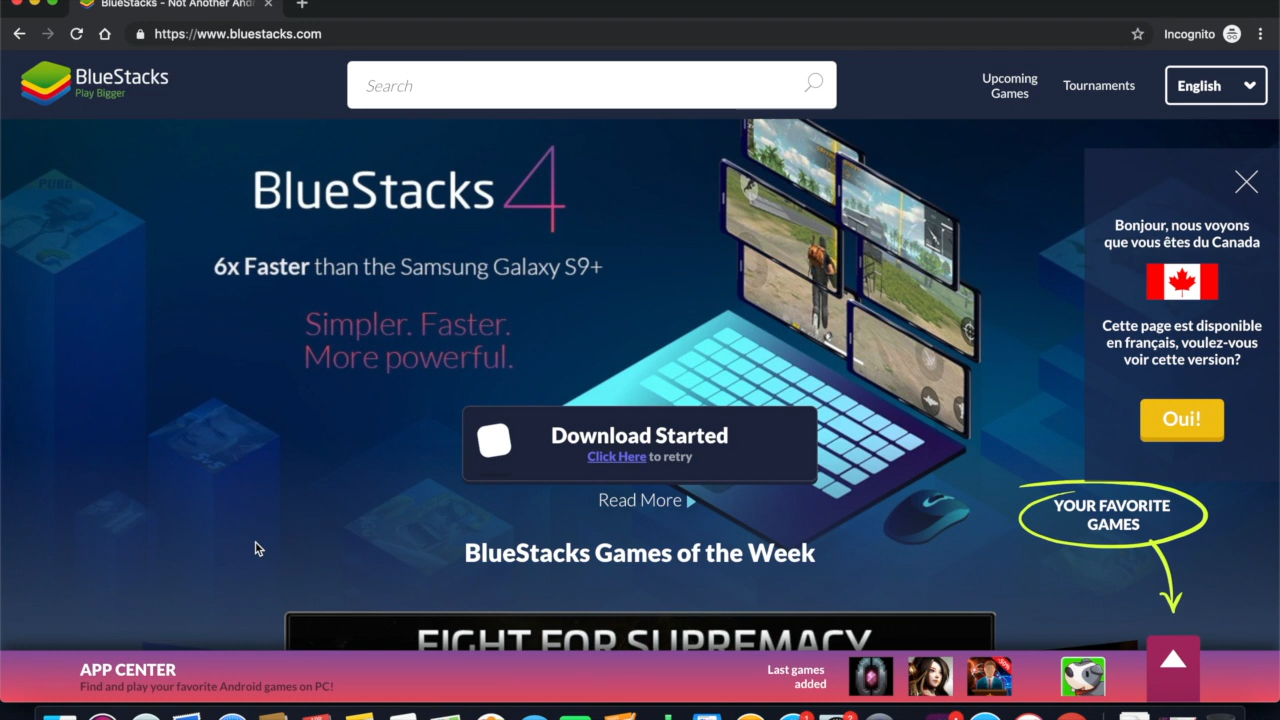 BlueStacks - Not Another Andr
https://www.bluestacks.com
Incognito
BlueStacks
Play Bigger
Search
Upcoming
Games
Tournaments
English
PUBG
BlueStacks 4
6x Faster than the Samsung Galaxy S9+
Simpler. Faster.
More powerful.
Download Started
Click Here to retry
Read More
BlueStacks Games of the Week
Bonjour, nous voyons
que vous êtes du Canada
Cette page est disponible
en français, voulez-vous
voir cette version?
Oui!
YOUR FAVORITE
GAMES
FIGHT FOR SUPREMACY
APP CENTER
Find and play your favorite Android games on PC!
Last games
added